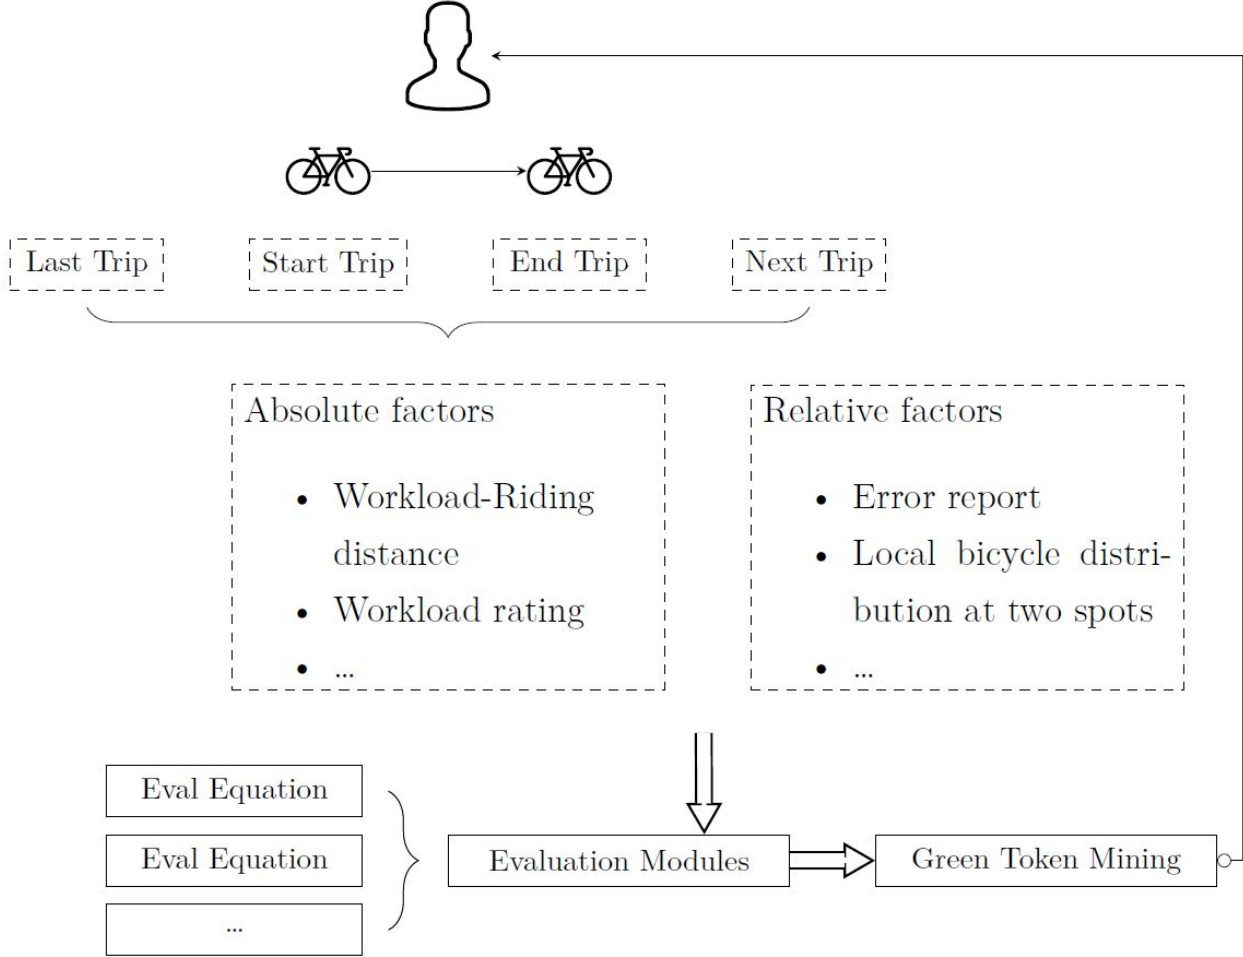 Last Trip
Start Trip
End Trip
Next Trip
Absolute factors
• Workload-Riding
distance
• Workload rating
• ...
Relative factors
• Error report
• Local bicycle distri-
bution at two spots
• ...
Eval Equation
Eval Equation
...
Evaluation Modules
Green Token Mining